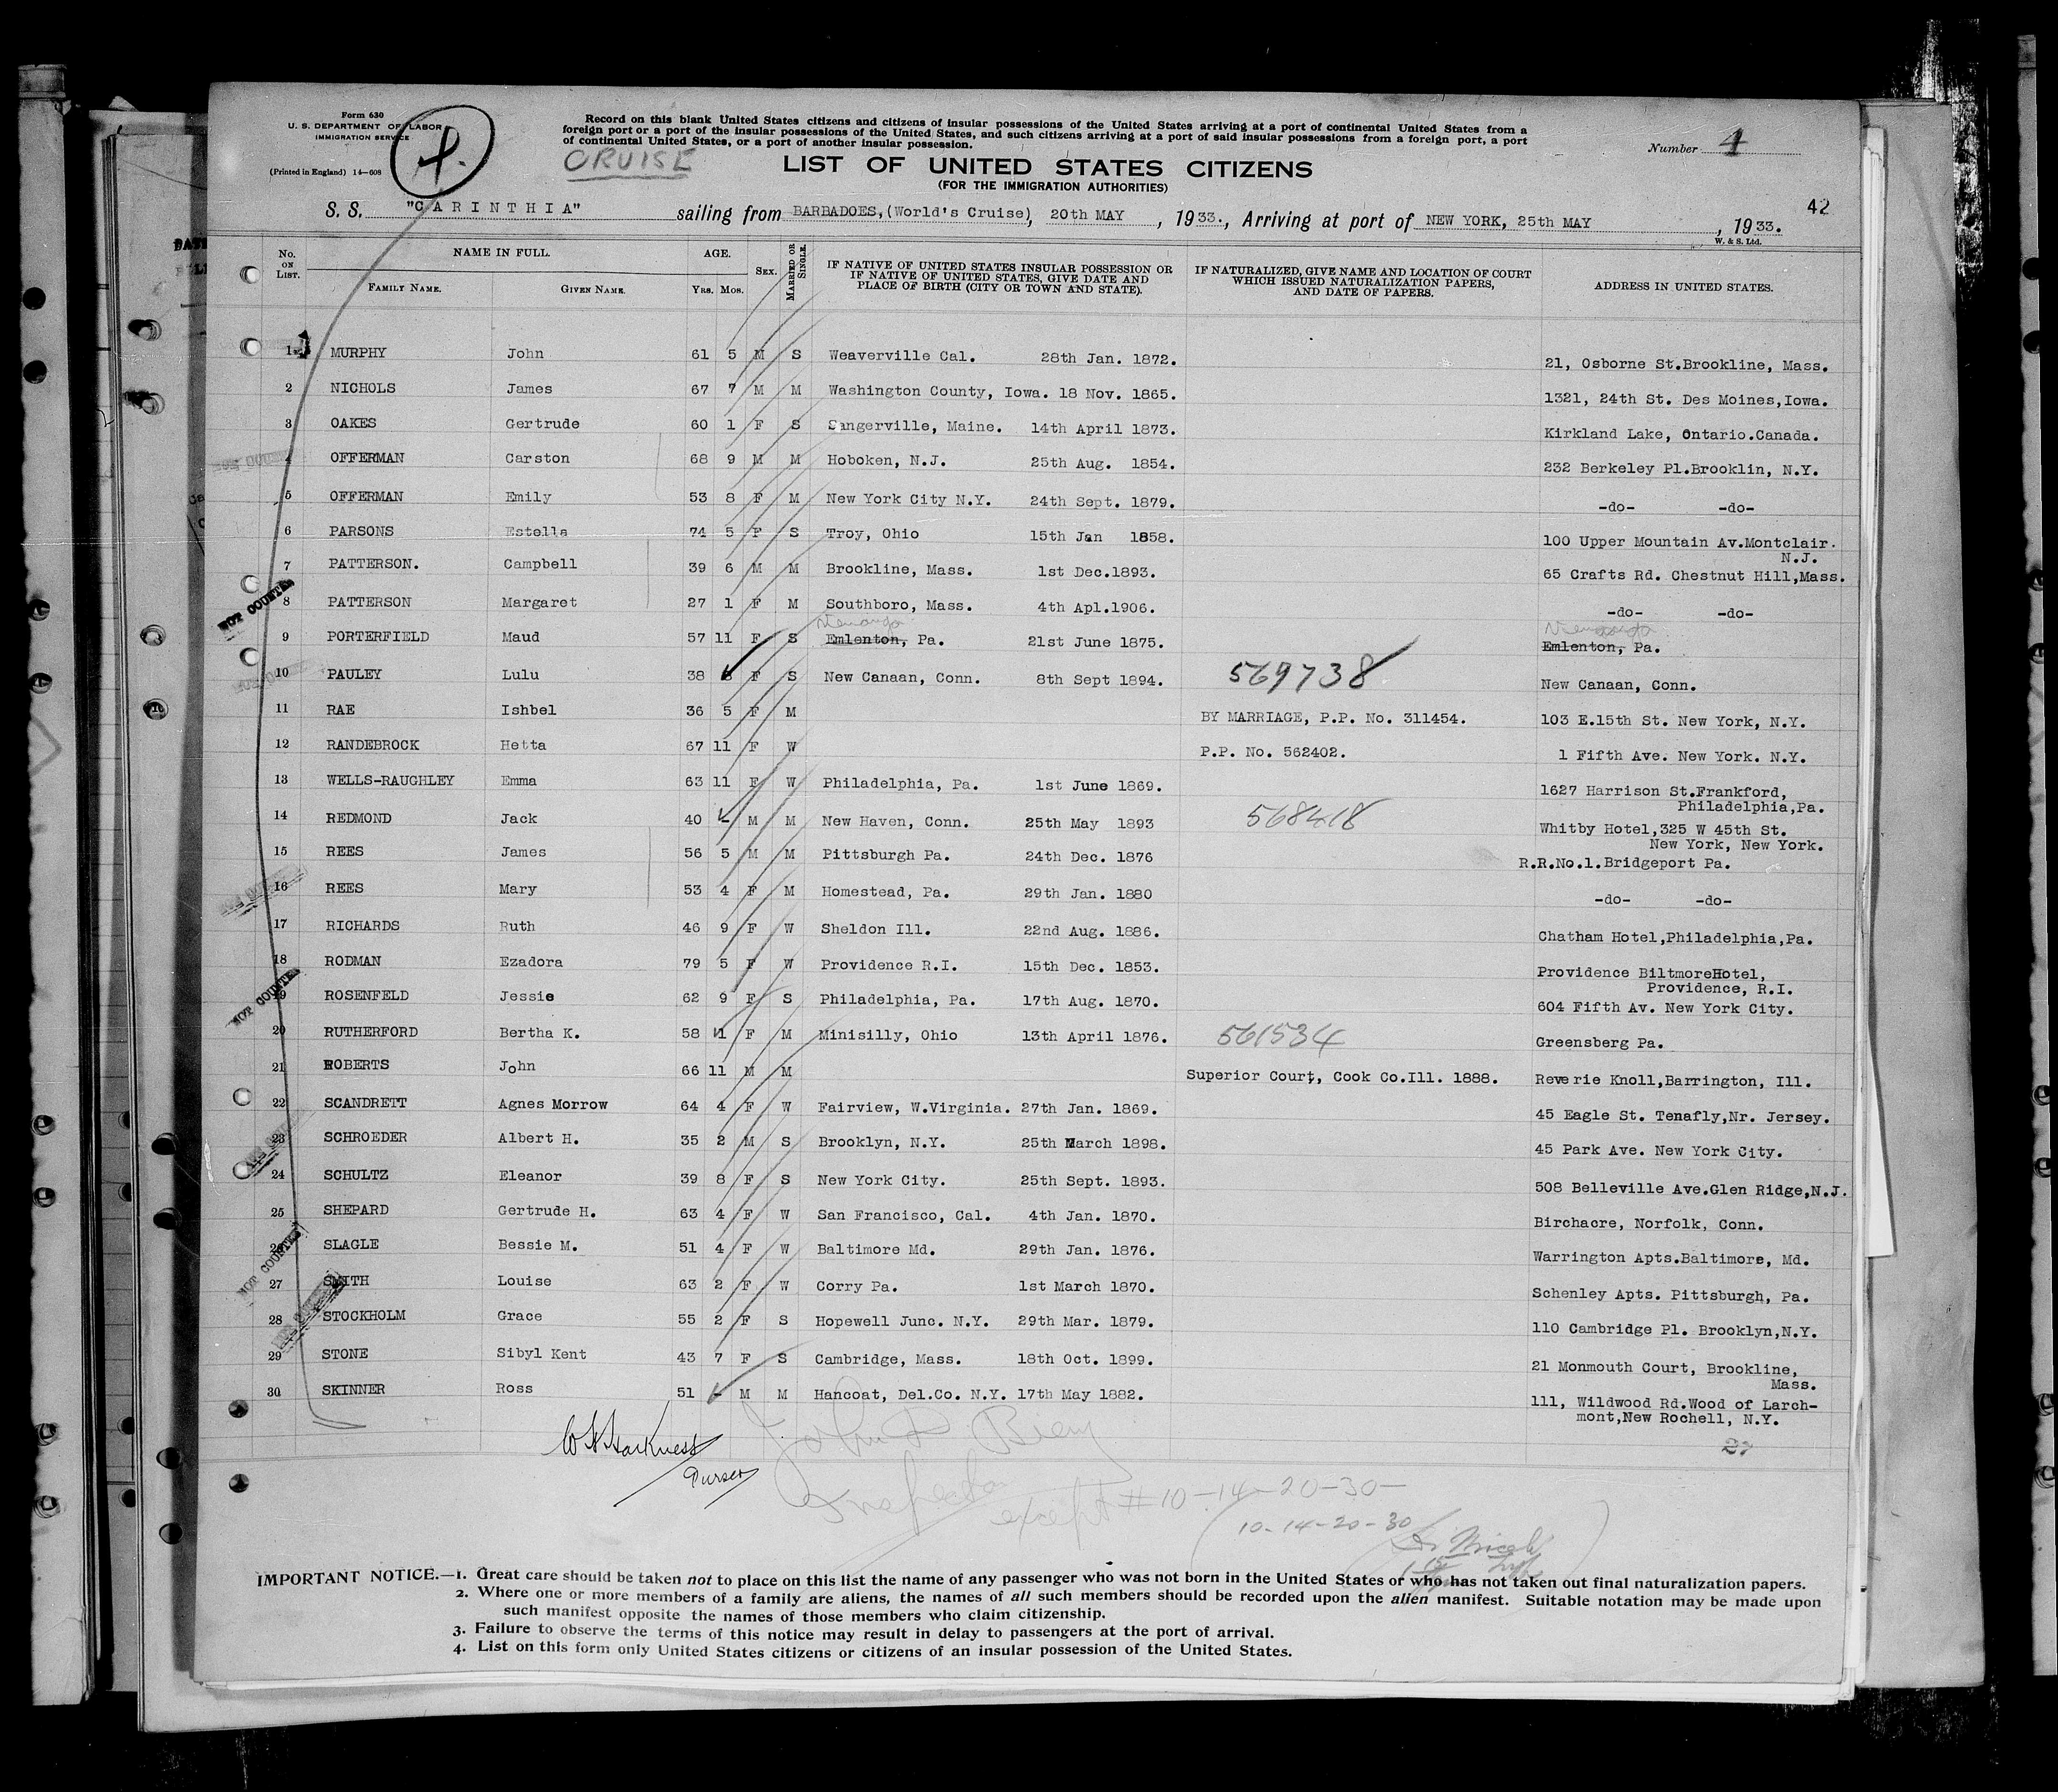 Form 630
U. S. DEPARTMENT OF LABOR
IMMIGRATION SERVICE
(Printed in England) 14—608
4.
Record on this blank United States citizens and citizens of insular possessions of the United States arriving at a port of continental United States from a
foreign port or a port of the insular possessions of the United States, and such citizens arriving at a port of said insular possessions from a foreign port, a port
of continental United States, or a port of another insular possession.
CRUISE
LIST OF UNITED STATES CITIZENS
(FOR THE IMMIGRATION AUTHORITIES)
Number 4
42
S. S. "CARINTHIA" sailing from BARBADOES,(World's Cruise), 20th MAY, 1933., Arriving at port of NEW YORK, 25th MAY, 1933.
W. & S. Ltd.
No. ON LIST. NAME IN FULL. AGE. SEX. MARRIED OR SINGLE. IF NATIVE OF UNITED STATES INSULAR POSSESSION OR IF NATIVE OF UNITED STATES, GIVE DATE AND PLACE OF BIRTH (CITY OR TOWN AND STATE). IF NATURALIZED, GIVE NAME AND LOCATION OF COURT WHICH ISSUED NATURALIZATION PAPERS, AND DATE OF PAPERS. ADDRESS IN UNITED STATES.
FAMILY NAME. GIVEN NAME. YRS. MOS.
1 MURPHY John 61 5 M S Weaverville Cal. 28th Jan. 1872. 21, Osborne St.Brookline, Mass.
2 NICHOLS James 67 7 M M Washington County, Iowa. 18 Nov. 1865. 1321, 24th St. Des Moines,Iowa.
3 OAKES Gertrude 60 1 F S Sangerville, Maine. 14th April 1873. Kirkland Lake, Ontario.Canada.
4 OFFERMAN Carston 68 9 M M Hoboken, N.J. 25th Aug. 1854. 232 Berkeley Pl.Brooklin, N.Y.
5 OFFERMAN Emily 53 8 F M New York City N.Y. 24th Sept. 1879. -do- -do-
6 PARSONS Estella 74 5 F S Troy, Ohio 15th Jan 1858. 100 Upper Mountain Av.Montclair.
N.J.
7 PATTERSON. Campbell 39 6 M M Brookline, Mass. 1st Dec.1893. 65 Crafts Rd. Chestnut Hill,Mass.
8 PATTERSON Margaret 27 1 F M Southboro, Mass. 4th Apl.1906. -do- -do-
9 PORTERFIELD Maud 57 11 F S Emlenton, Pa. 21st June 1875. Emlenton, Pa.
10 PAULEY Lulu 38 8 F S New Canaan, Conn. 8th Sept 1894. 569738 New Canaan, Conn.
11 RAE Ishbel 36 5 F M BY MARRIAGE, P.P. No. 311454. 103 E.15th St. New York, N.Y.
12 RANDEBROCK Hetta 67 11 F W P.P. No. 562402. 1 Fifth Ave. New York. N.Y.
13 WELLS-RAUGHLEY Emma 63 11 F W Philadelphia, Pa. 1st June 1869. 1627 Harrison St.Frankford,
Philadelphia,Pa.
14 REDMOND Jack 40 - M M New Haven, Conn. 25th May 1893 568418 Whitby Hotel,325 W 45th St.
New York, New York.
15 REES James 56 5 M M Pittsburgh Pa. 24th Dec. 1876 R.R.No.1.Bridgeport Pa.
16 REES Mary 53 4 F M Homestead, Pa. 29th Jan. 1880 -do- -do-
17 RICHARDS Ruth 46 9 F W Sheldon Ill. 22nd Aug. 1886. Chatham Hotel,Philadelphia,Pa.
18 RODMAN Ezadora 79 5 F W Providence R.I. 15th Dec. 1853. Providence BiltmoreHotel,
Providence, R.I.
19 ROSENFELD Jessie 62 9 F S Philadelphia, Pa. 17th Aug. 1870. 604 Fifth Av. New York City.
20 RUTHERFORD Bertha K. 58 11 F M Minisilly, Ohio 13th April 1876. 561534 Greensberg Pa.
21 ROBERTS John 66 11 M M Superior Court, Cook Co.Ill. 1888. Reverie Knoll,Barrington, Ill.
22 SCANDRETT Agnes Morrow 64 4 F W Fairview, W.Virginia. 27th Jan. 1869. 45 Eagle St. Tenafly,Nr. Jersey.
23 SCHROEDER Albert H. 35 2 M S Brooklyn, N.Y. 25th March 1898. 45 Park Ave. New York City.
24 SCHULTZ Eleanor 39 8 F S New York City. 25th Sept. 1893. 508 Belleville Ave.Glen Ridge,N.J.
25 SHEPARD Gertrude H. 63 4 F W San Francisco, Cal. 4th Jan. 1870. Birchacre, Norfolk, Conn.
26 SLAGLE Bessie M. 51 4 F W Baltimore Md. 29th Jan. 1876. Warrington Apts.Baltimore, Md.
27 SMITH Louise 63 2 F W Corry Pa. 1st March 1870. Schenley Apts. Pittsburgh, Pa.
28 STOCKHOLM Grace 55 2 F S Hopewell Junc. N.Y. 29th Mar. 1879. 110 Cambridge Pl. Brooklyn,N.Y.
29 STONE Sibyl Kent 43 7 F S Cambridge, Mass. 18th Oct. 1899. 21 Monmouth Court, Brookline,
Mass.
30 SKINNER Ross 51 - M M Hancoat, Del.Co. N.Y. 17th May 1882. 111, Wildwood Rd.Wood of Larch-
mont,New Rochell, N.Y.
NOT COUNTED
NOT COUNTED
NOT COUNTED
27
W H Harkness
Purser
John Biery
Inspector
except # 10-14-20-30-
10-14-20-30
IMPORTANT NOTICE.—1. Great care should be taken not to place on this list the name of any passenger who was not born in the United States or who has not taken out final naturalization papers.
2. Where one or more members of a family are aliens, the names of all such members should be recorded upon the alien manifest. Suitable notation may be made upon
such manifest opposite the names of those members who claim citizenship.
3. Failure to observe the terms of this notice may result in delay to passengers at the port of arrival.
4. List on this form only United States citizens or citizens of an insular possession of the United States.